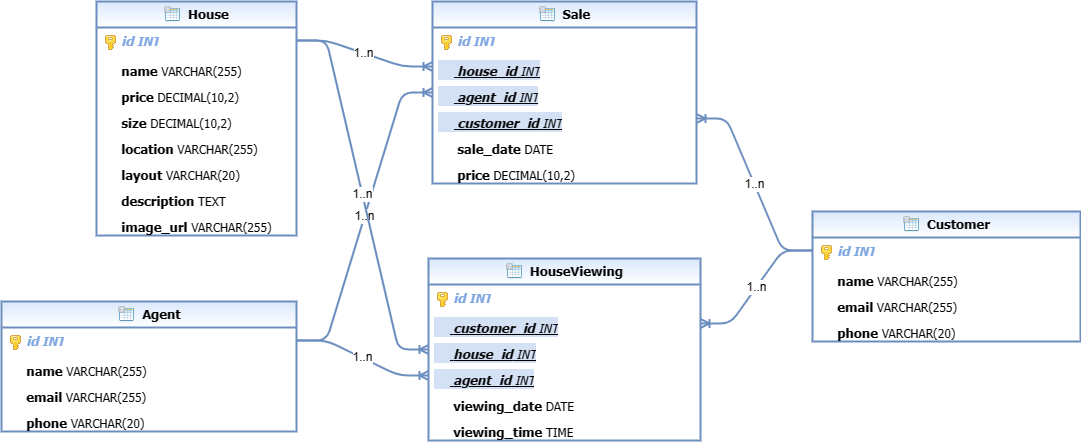 House
id INT
name VARCHAR(255)
price DECIMAL(10,2)
size DECIMAL(10,2)
location VARCHAR(255)
layout VARCHAR(20)
description TEXT
image_url VARCHAR(255)
Sale
id INT
house_id INT
agent_id INT
customer_id INT
sale_date DATE
price DECIMAL(10,2)
1..n
1..n
1..n
1..n
Customer
id INT
name VARCHAR(255)
email VARCHAR(255)
phone VARCHAR(20)
HouseViewing
id INT
customer_id INT
house_id INT
agent_id INT
viewing_date DATE
viewing_time TIME
1..n
1..n
Agent
id INT
name VARCHAR(255)
email VARCHAR(255)
phone VARCHAR(20)